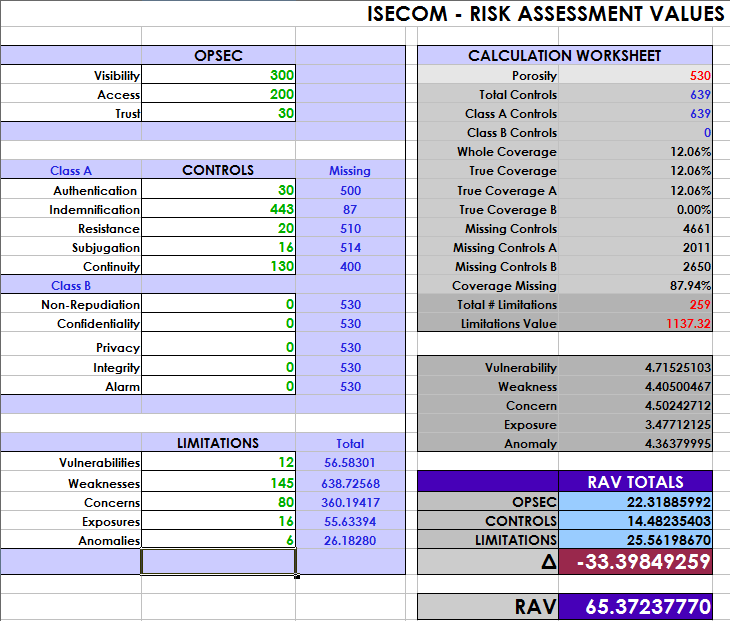 ISECOM - RISK ASSESSMENT VALUES
OPSEC
Visibility 300
Access 200
Trust 30
Class A CONTROLS Missing
Authentication 30 500
Indemnification 443 87
Resistance 20 510
Subjugation 16 514
Continuity 130 400
Class B
Non-Repudiation 0 530
Confidentiality 0 530
Privacy 0 530
Integrity 0 530
Alarm 0 530
LIMITATIONS Total
Vulnerabilities 12 56.58301
Weaknesses 145 638.72568
Concerns 80 360.19417
Exposures 16 55.63394
Anomalies 6 26.18280
CALCULATION WORKSHEET
Porosity 530
Total Controls 639
Class A Controls 639
Class B Controls 0
Whole Coverage 12.06%
True Coverage 12.06%
True Coverage A 12.06%
True Coverage B 0.00%
Missing Controls 4661
Missing Controls A 2011
Missing Controls B 2650
Coverage Missing 87.94%
Total # Limitations 259
Limitations Value 1137.32
Vulnerability 4.71525103
Weakness 4.40500467
Concern 4.50242712
Exposure 3.47712125
Anomaly 4.36379995
RAV TOTALS
OPSEC 22.31885992
CONTROLS 14.48235403
LIMITATIONS 25.56198670
Δ -33.39849259
RAV 65.37237770